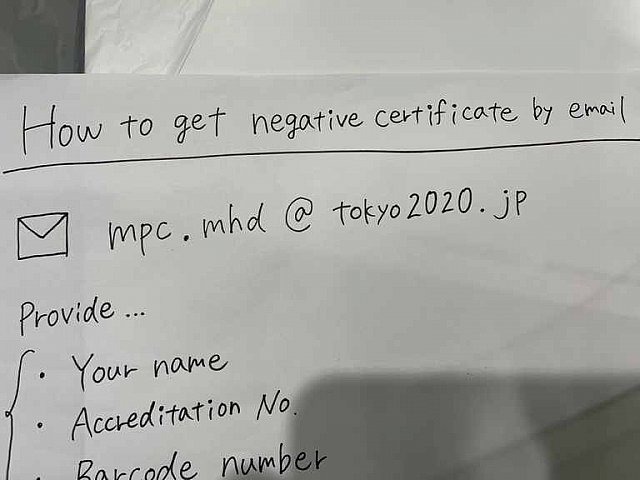 How to get negative certificate by email
mpc.mhd @ tokyo2020.jp
Provide...
· Your name
· Accreditation No.
· Barcode number